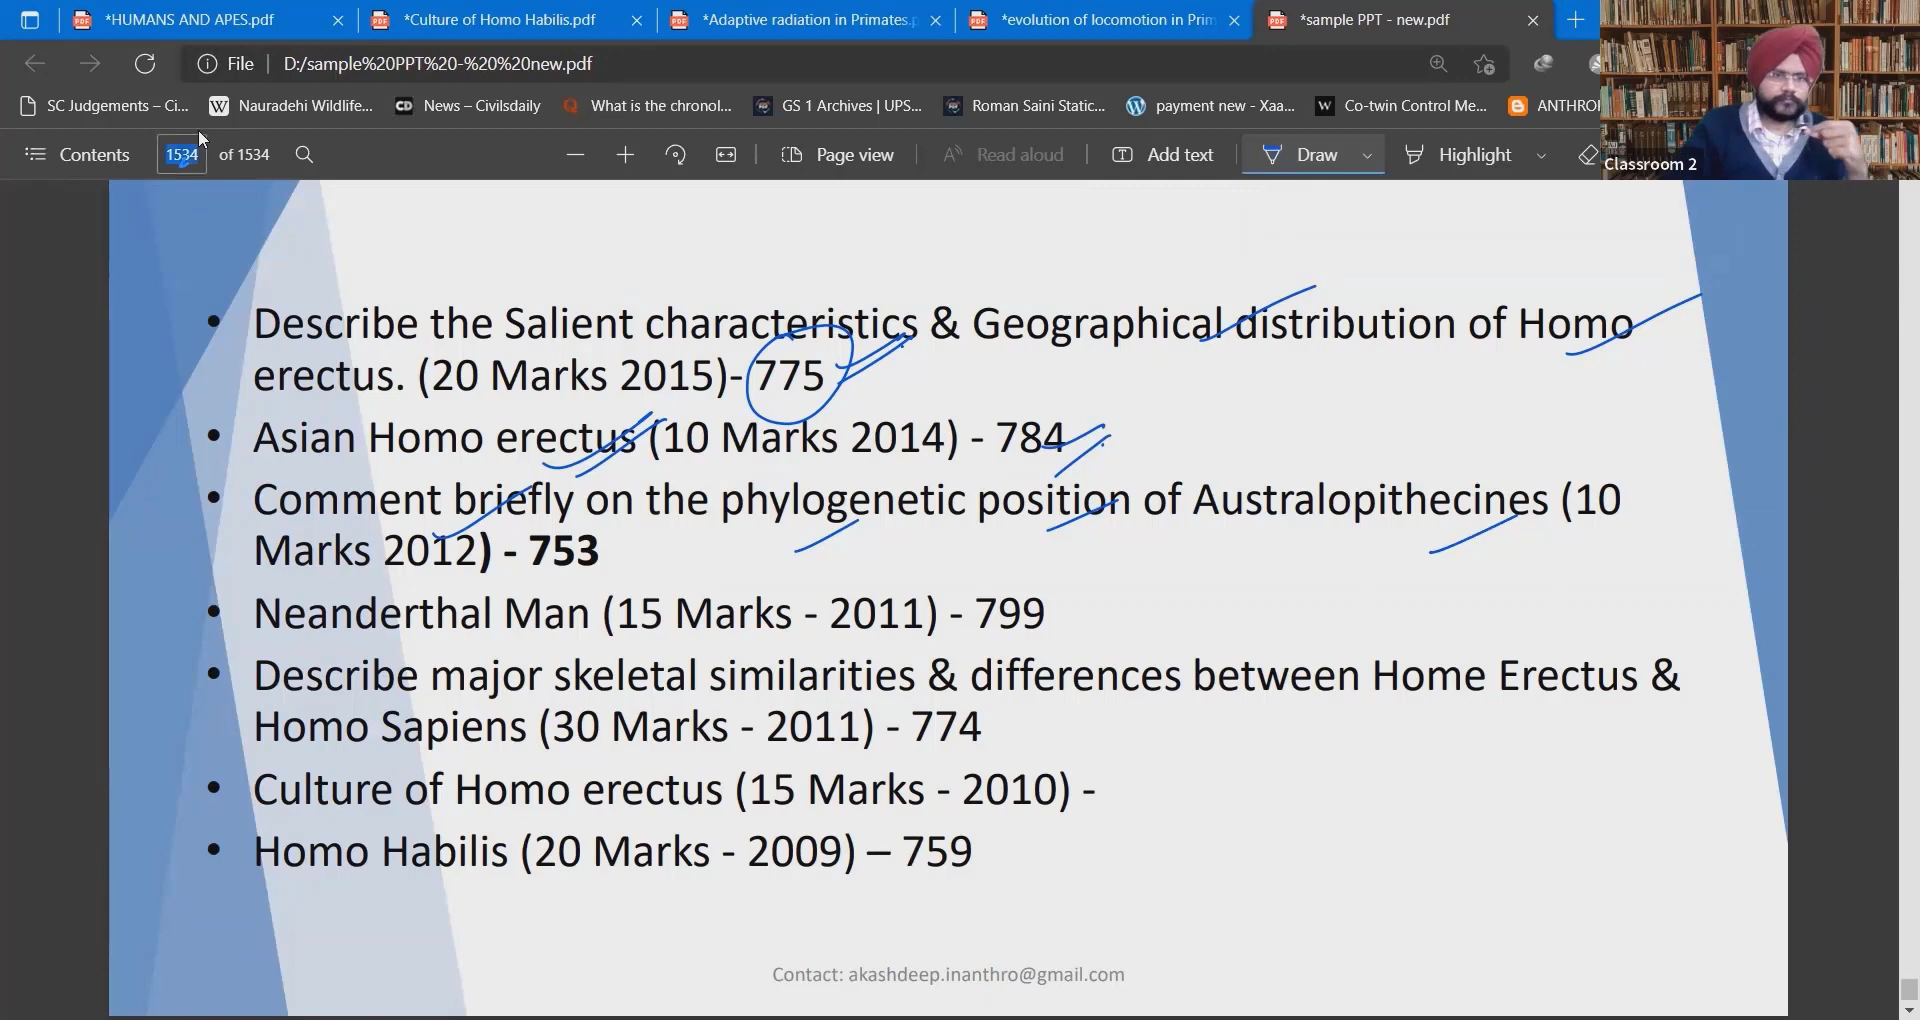 *HUMANS AND APES.pdf
*Culture of Homo Habilis.pdf
*Adaptive radiation in Primates.p
*evolution of locomotion in Prim
*sample PPT - new.pdf
File
D:/sample%20PPT%20-%20%20new.pdf
SC Judgements – Ci...
Nauradehi Wildlife...
News – Civilsdaily
What is the chronol...
GS 1 Archives | UPS...
Roman Saini Static...
payment new - Xaa...
Co-twin Control Me...
ANTHRO
Contents
1534 of 1534
Page view
Read aloud
Add text
Draw
Highlight
Classroom 2
• Describe the Salient characteristics & Geographical distribution of Homo
erectus. (20 Marks 2015)- 775
• Asian Homo erectus (10 Marks 2014) - 784
• Comment briefly on the phylogenetic position of Australopithecines (10
Marks 2012) - 753
• Neanderthal Man (15 Marks - 2011) - 799
• Describe major skeletal similarities & differences between Home Erectus &
Homo Sapiens (30 Marks - 2011) - 774
• Culture of Homo erectus (15 Marks - 2010) -
• Homo Habilis (20 Marks - 2009) – 759
Contact: akashdeep.inanthro@gmail.com